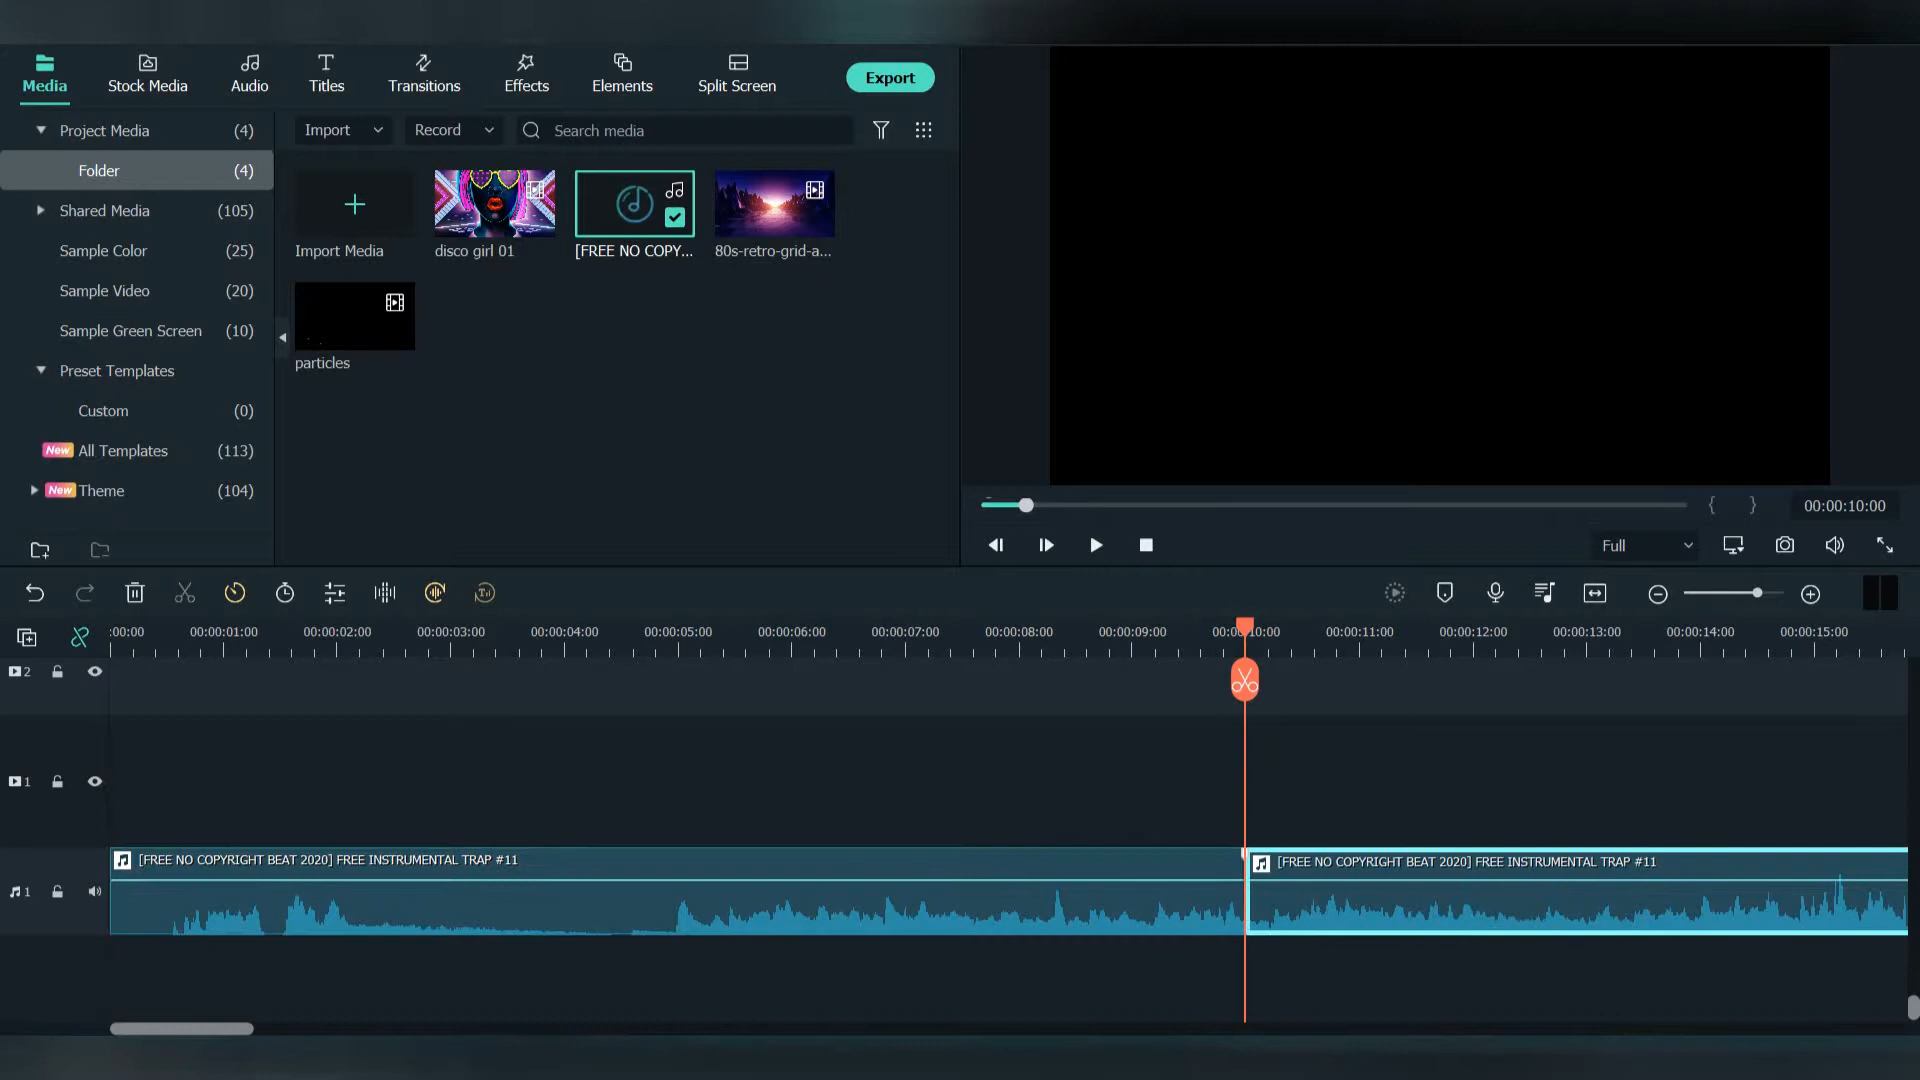 Media
Stock Media
Audio
Titles
Transitions
Effects
Elements
Split Screen
Export
Project Media (4)
Folder (4)
Shared Media (105)
Sample Color (25)
Sample Video (20)
Sample Green Screen (10)
Preset Templates
Custom (0)
New All Templates (113)
New Theme (104)
Import
Record
Search media
Import Media
disco girl 01
[FREE NO COPY...
80s-retro-grid-a...
particles
{ } 00:00:10:00
Full
:00:00 00:00:01:00 00:00:02:00 00:00:03:00 00:00:04:00 00:00:05:00 00:00:06:00 00:00:07:00 00:00:08:00 00:00:09:00 00:00:10:00 00:00:11:00 00:00:12:00 00:00:13:00 00:00:14:00 00:00:15:00
2
1
1
[FREE NO COPYRIGHT BEAT 2020] FREE INSTRUMENTAL TRAP #11
[FREE NO COPYRIGHT BEAT 2020] FREE INSTRUMENTAL TRAP #11